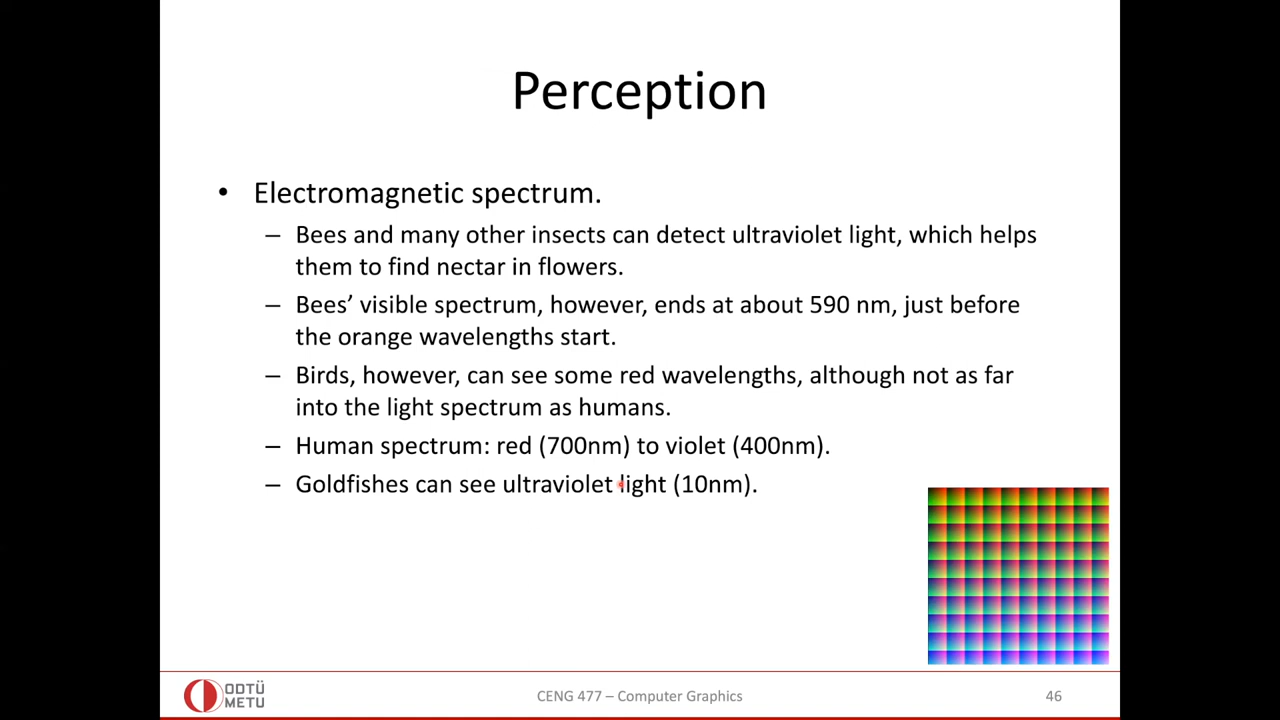 Perception
• Electromagnetic spectrum.
– Bees and many other insects can detect ultraviolet light, which helps
them to find nectar in flowers.
– Bees’ visible spectrum, however, ends at about 590 nm, just before
the orange wavelengths start.
– Birds, however, can see some red wavelengths, although not as far
into the light spectrum as humans.
– Human spectrum: red (700nm) to violet (400nm).
– Goldfishes can see ultraviolet light (10nm).
ODTÜ
METU
CENG 477 – Computer Graphics
46